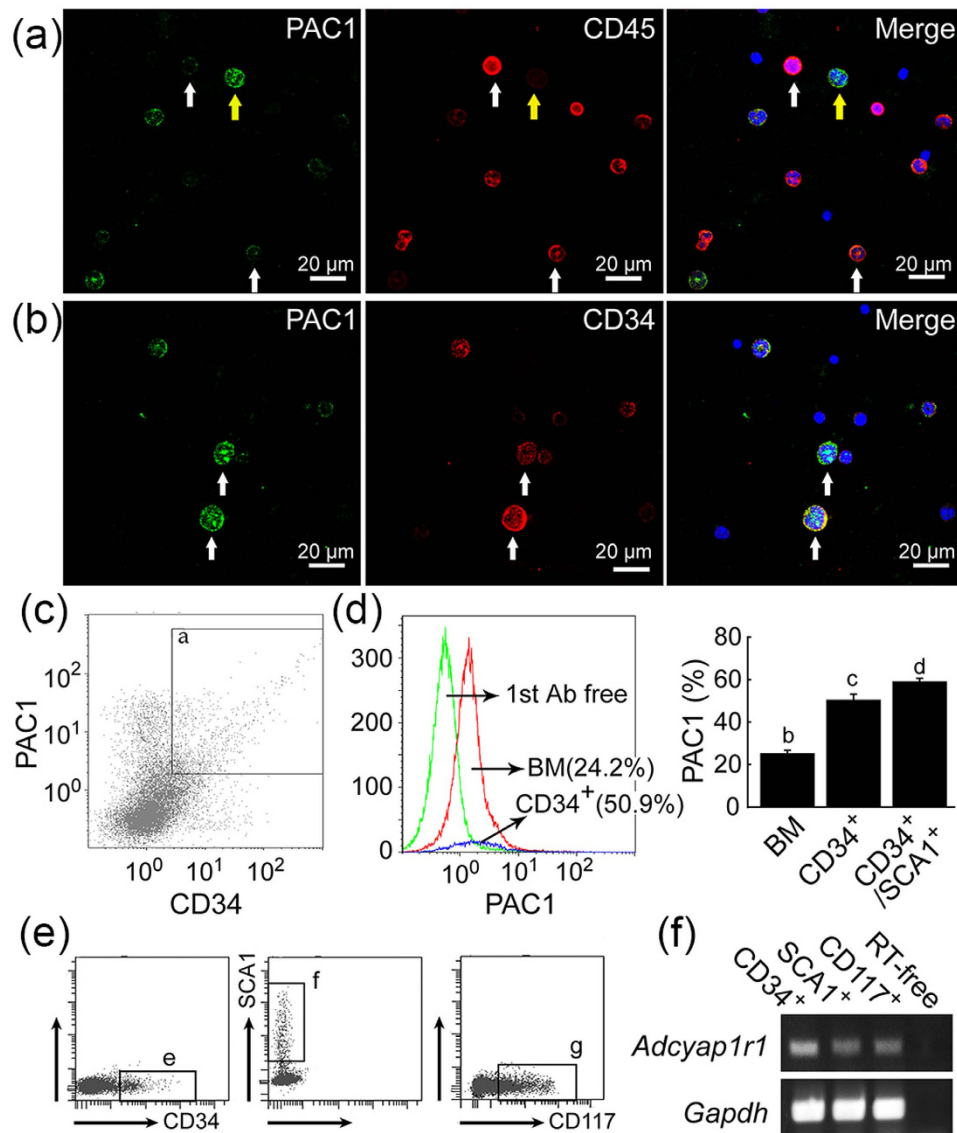 (a)
PAC1
CD45
Merge
20 µm
20 µm
20 µm
(b)
PAC1
CD34
Merge
20 µm
20 µm
20 µm
(c)
a
PAC1
10²
10¹
10⁰
10⁰ 10¹ 10²
CD34
(d)
300
200
100
0
1st Ab free
BM(24.2%)
CD34⁺(50.9%)
10⁰ 10¹ 10²
PAC1
PAC1 (%)
80
60
40
20
0
b
c
d
BM
CD34⁺
CD34⁺
/SCA1⁺
(e)
e
CD34
SCA1
f
g
CD117
(f)
CD34⁺
SCA1⁺
CD117⁺
RT-free
Adcyap1r1
Gapdh